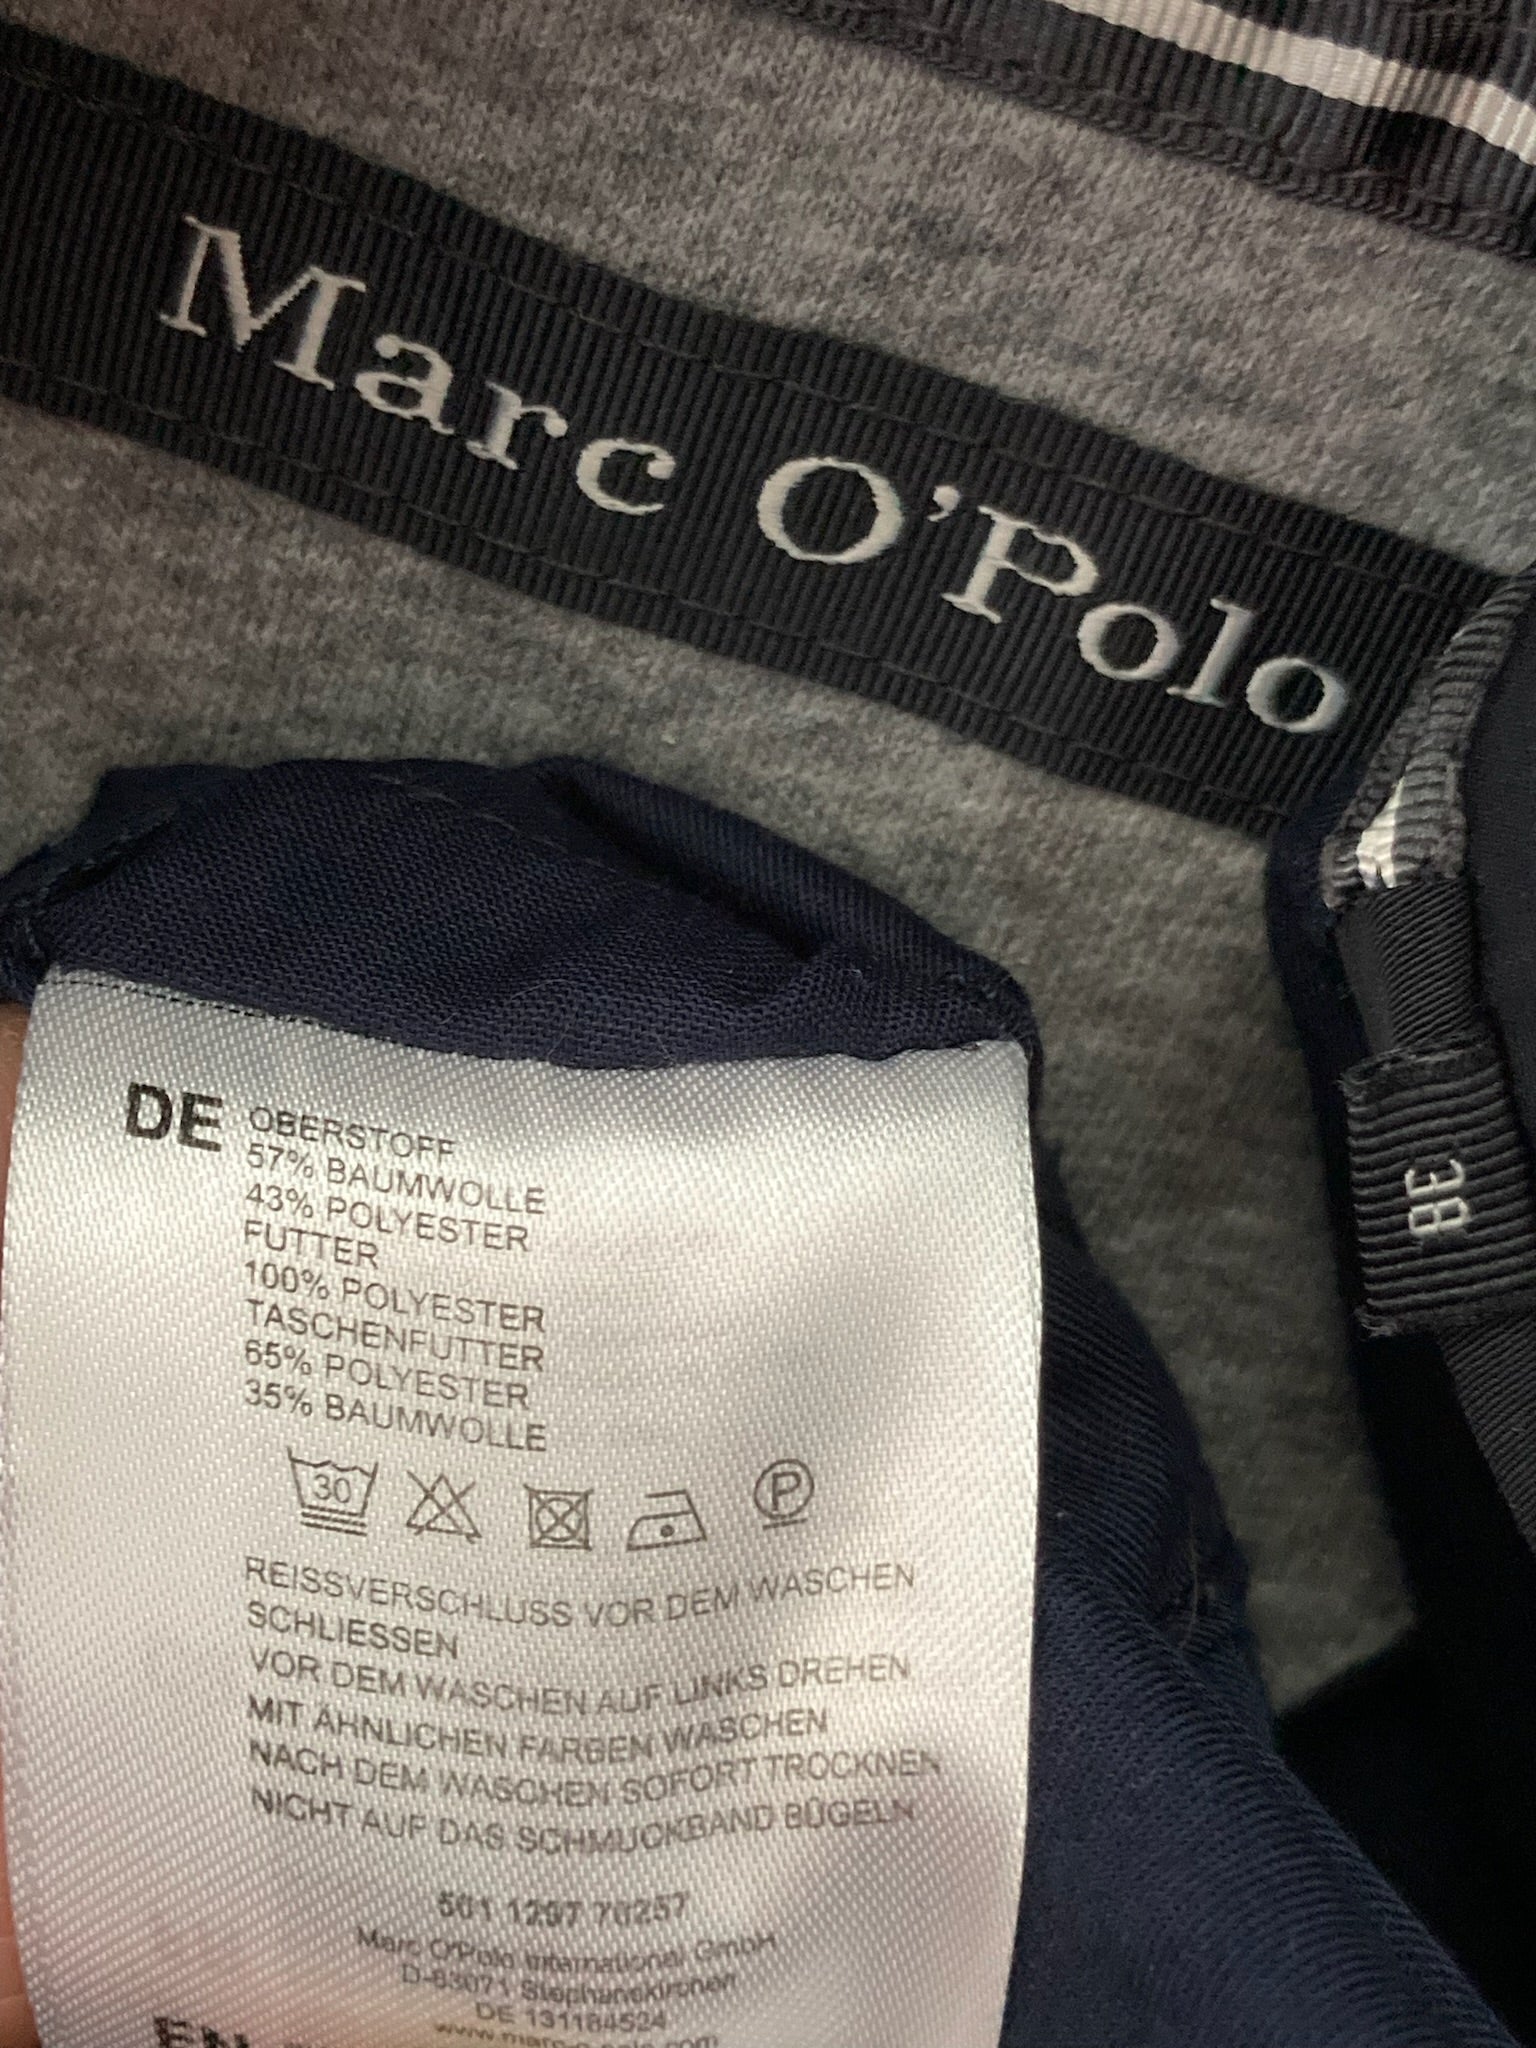 Marc O'Polo
38
DE OBERSTOFF
57% BAUMWOLLE
43% POLYESTER
FUTTER
100% POLYESTER
TASCHENFUTTER
65% POLYESTER
35% BAUMWOLLE
30 P
REISSVERSCHLUSS VOR DEM WASCHEN
SCHLIESSEN
VOR DEM WASCHEN AUF LINKS DREHEN
MIT ÄHNLICHEN FARBEN WASCHEN
NACH DEM WASCHEN SOFORT TROCKNEN
NICHT AUF DAS SCHMUCKBAND BÜGELN
501 1297 70257
Marc O'Polo International GmbH
D-83071 Stephanskirchen
DE 131184524
EN